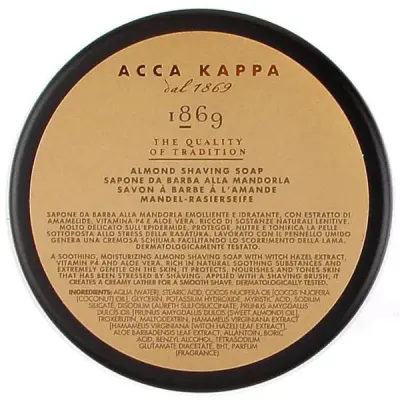 ACCA KAPPA
dal 1869
1869
THE QUALITY
OF TRADITION
ALMOND SHAVING SOAP
SAPONE DA BARBA ALLA MANDORLA
SAVON À BARBE À L'AMANDE
MANDEL-RASIERSEIFE
SAPONE DA BARBA ALLA MANDORLA EMOLLIENTE E IDRATANTE, CON ESTRATTO DI
AMAMELIDE, VITAMINA P4 E ALOE VERA. RICCO DI SOSTANZE NATURALI LENITIVE,
MOLTO DELICATO SULL'EPIDERMIDE, PROTEGGE, NUTRE E TONIFICA LA PELLE
SOTTOPOSTA ALLO STRESS DELLA RASATURA. LAVORATO CON IL PENNELLO UMIDO
GENERA UNA CREMOSA SCHIUMA FACILITANDO LO SCORRIMENTO DELLA LAMA.
DERMATOLOGICAMENTE TESTATO.
A SOOTHING, MOISTURIZING ALMOND SHAVING SOAP WITH WITCH HAZEL EXTRACT,
VITAMIN P4 AND ALOE VERA. RICH IN NATURAL, SOOTHING SUBSTANCES AND
EXTREMELY GENTLE ON THE SKIN, IT PROTECTS, NOURISHES AND TONES SKIN
THAT HAS BEEN STRESSED BY SHAVING. APPLIED WITH A SHAVING BRUSH, IT
CREATES A CREAMY LATHER FOR A SMOOTH SHAVE. DERMATOLOGICALLY TESTED.
INGREDIENTS: AQUA (WATER), STEARIC ACID, COCOS NUCIFERA OIL (COCOS NUCIFERA
(COCONUT) OIL), GLYCERIN, POTASSIUM HYDROXIDE, MYRISTIC ACID, SODIUM
SILICATE, DISODIUM LAURETH SULFOSUCCINATE, PRUNUS AMYGDALUS
DULCIS OIL (PRUNUS AMYGDALUS DULCIS (SWEET ALMOND) OIL),
TROXERUTIN, MALTODEXTRIN, HAMAMELIS VIRGINIANA EXTRACT
(HAMAMELIS VIRGINIANA (WITCH HAZEL) LEAF EXTRACT),
ALOE BARBADENSIS LEAF EXTRACT, ALLANTOIN, BORIC
ACID, BENZYL ALCOHOL, TETRASODIUM
GLUTAMATE DIACETATE, BHT, PARFUM
(FRAGRANCE)